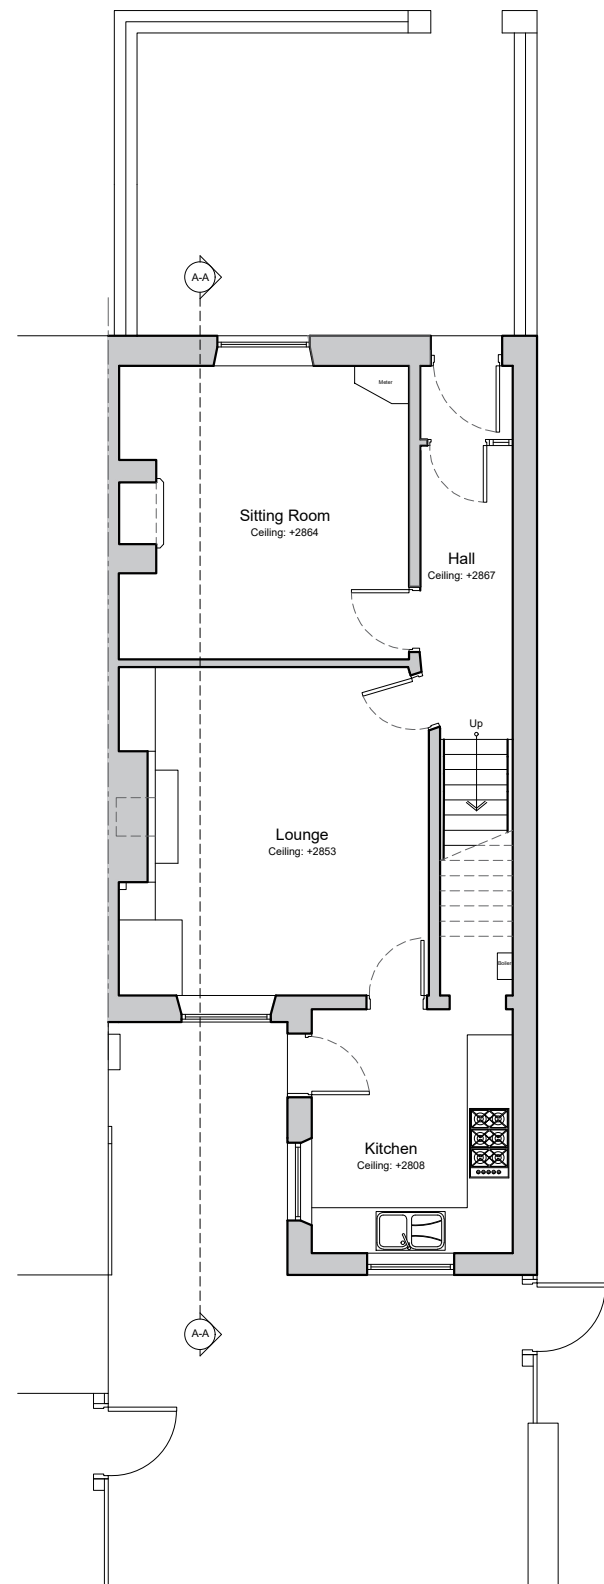 A-A
Meter
Sitting Room
Ceiling: +2864
Hall
Ceiling: +2867
Up
Lounge
Ceiling: +2853
Boiler
Kitchen
Ceiling: +2808
A-A